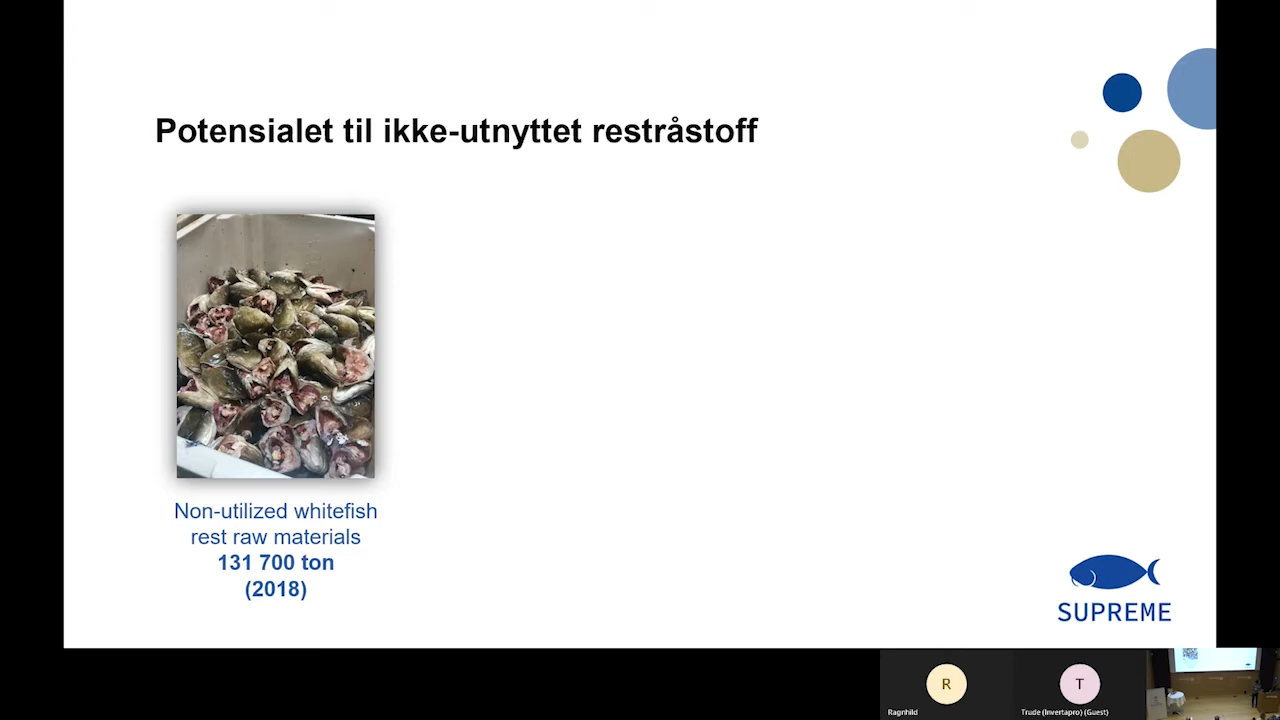 Potensialet til ikke-utnyttet restråstoff
Non-utilized whitefish
rest raw materials
131 700 ton
(2018)
SUPREME
R
T
Ragnhild
Trude (Invertapro) (Guest)